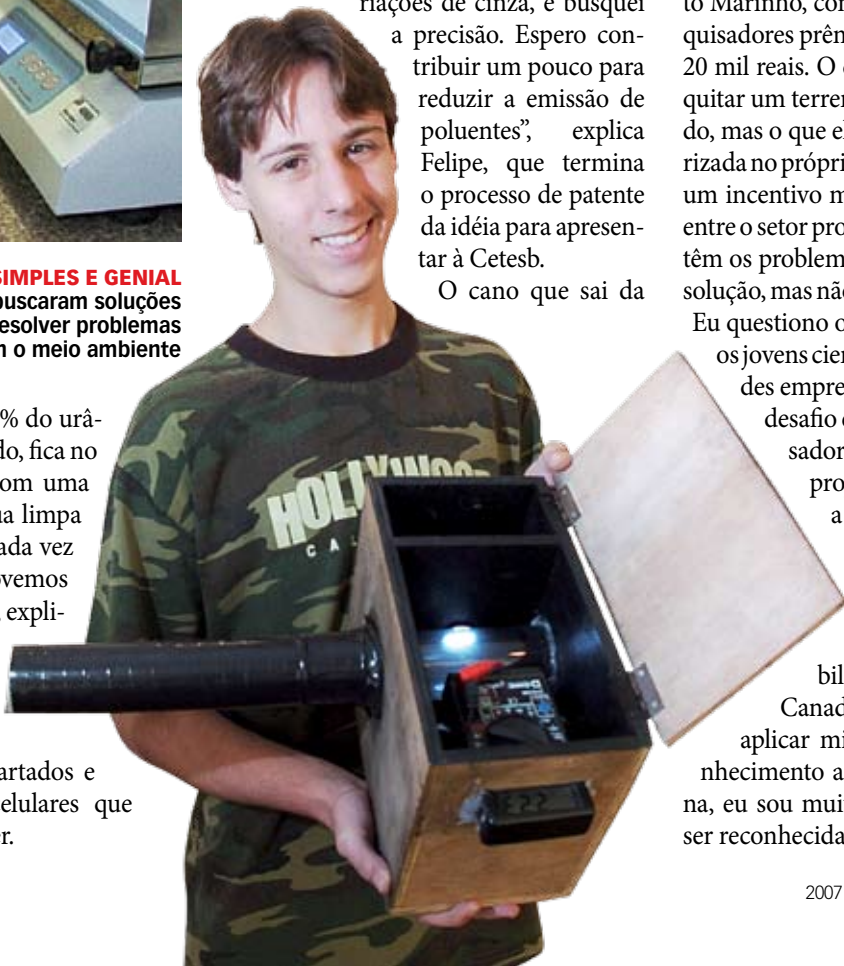 SIMPLES E GENIAL
buscaram soluções
esolver problemas
o meio ambiente
% do urâ-
do, fica no
om uma
ua limpa
ada vez
ovemos
expli-
artados e
elulares que
er.
riações de cinza, e busquei
a precisão. Espero con-
tribuir um pouco para
reduzir a emissão de
poluentes”, explica
Felipe, que termina
o processo de patente
da idéia para apresen-
tar à Cetesb.
O cano que sai da
HOLLYWOOD
CAL
to Marinho, con
quisadores prên
20 mil reais. O
quitar um terren
do, mas o que el
rizada no própri
um incentivo m
entre o setor pro
têm os problem
solução, mas não
Eu questiono o
os jovens cien
des empre
desafio
sador
pro
a
bil
Canad
aplicar mi
nhecimento a
na, eu sou mui
ser reconhecida
2007